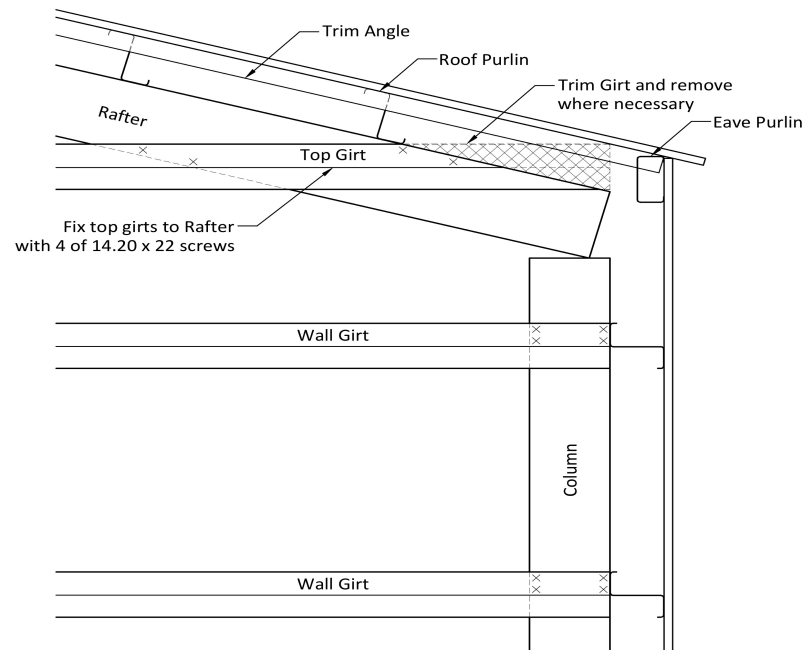 Trim Angle
Roof Purlin
Trim Girt and remove
where necessary
Eave Purlin
Rafter
Top Girt
Fix top girts to Rafter
with 4 of 14.20 x 22 screws
Wall Girt
Column
Wall Girt